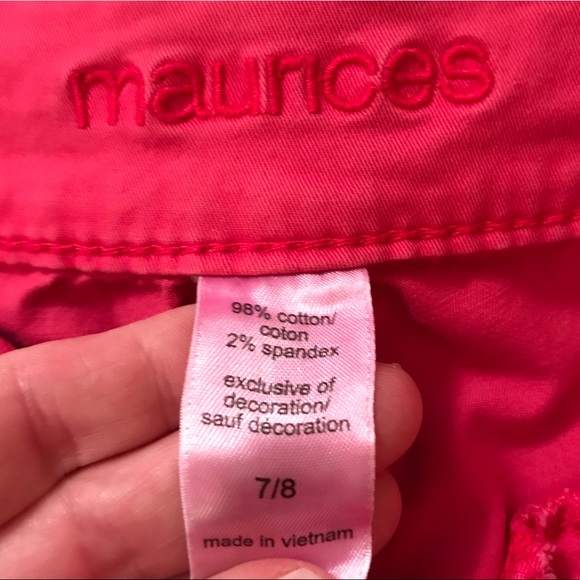 maurices
98% cotton/
coton
2% spandex
exclusive of
decoration/
sauf décoration
7/8
made in vietnam